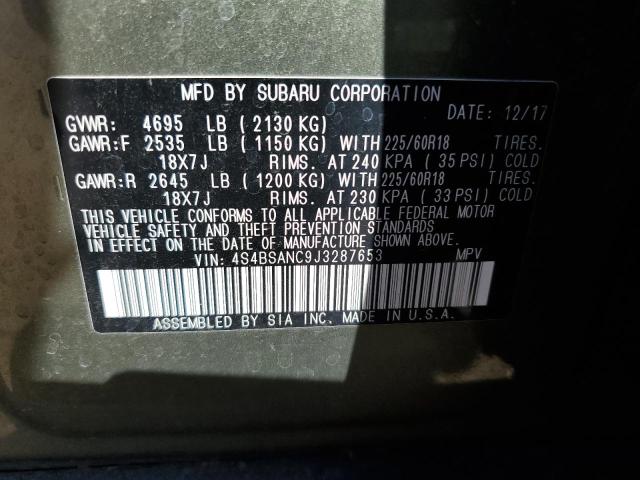 MFD BY SUBARU CORPORATION
DATE: 12/17
GVWR: 4695 LB ( 2130 KG)
GAWR:F 2535 LB ( 1150 KG) WITH 225/60R18 TIRES.
18X7J RIMS. AT 240 KPA ( 35 PSI) COLD
GAWR:R 2645 LB ( 1200 KG) WITH 225/60R18 TIRES.
18X7J RIMS. AT 230 KPA ( 33 PSI) COLD
THIS VEHICLE CONFORMS TO ALL APPLICABLE FEDERAL MOTOR
VEHICLE SAFETY AND THEFT PREVENTION STANDARDS
IN EFFECT ON THE DATE OF MANUFACTURE SHOWN ABOVE.
VIN: 4S4BSANC9J3287653 MPV
ASSEMBLED BY SIA INC. MADE IN U.S.A.